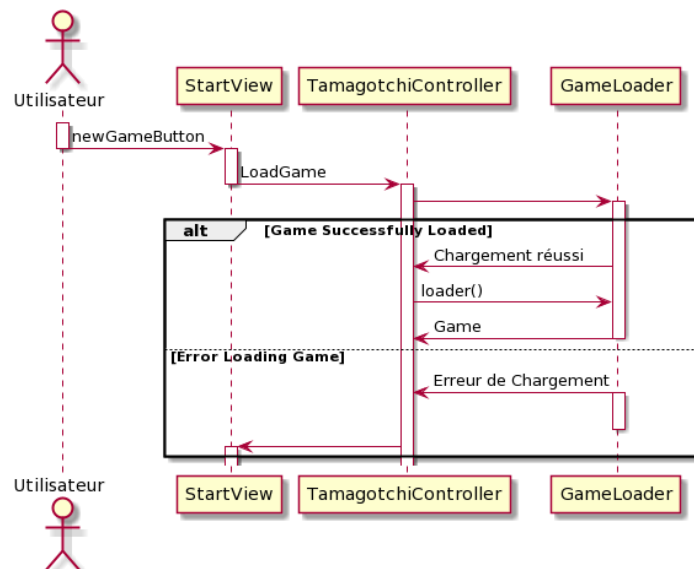 Utilisateur
StartView
TamagotchiController
GameLoader
newGameButton
LoadGame
alt
[Game Successfully Loaded]
Chargement réussi
loader()
Game
[Error Loading Game]
Erreur de Chargement
Utilisateur
StartView
TamagotchiController
GameLoader